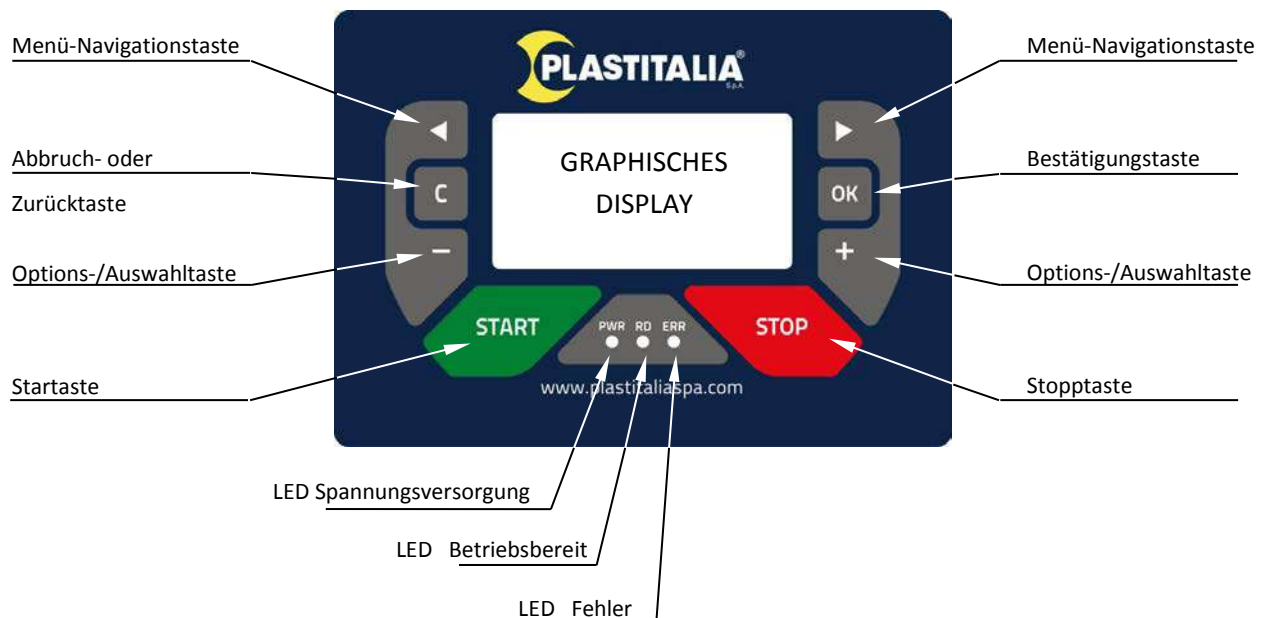 Menü-Navigationstaste
Abbruch- oder
Zurücktaste
Options-/Auswahltaste
Startaste
PLASTITALIA®
S.p.A.
GRAPHISCHES
DISPLAY
◀
C
−
▶
OK
+
START
PWR RD ERR
STOP
www.plastitaliaspa.com
Menü-Navigationstaste
Bestätigungstaste
Options-/Auswahltaste
Stopptaste
LED Spannungsversorgung
LED Betriebsbereit
LED Fehler